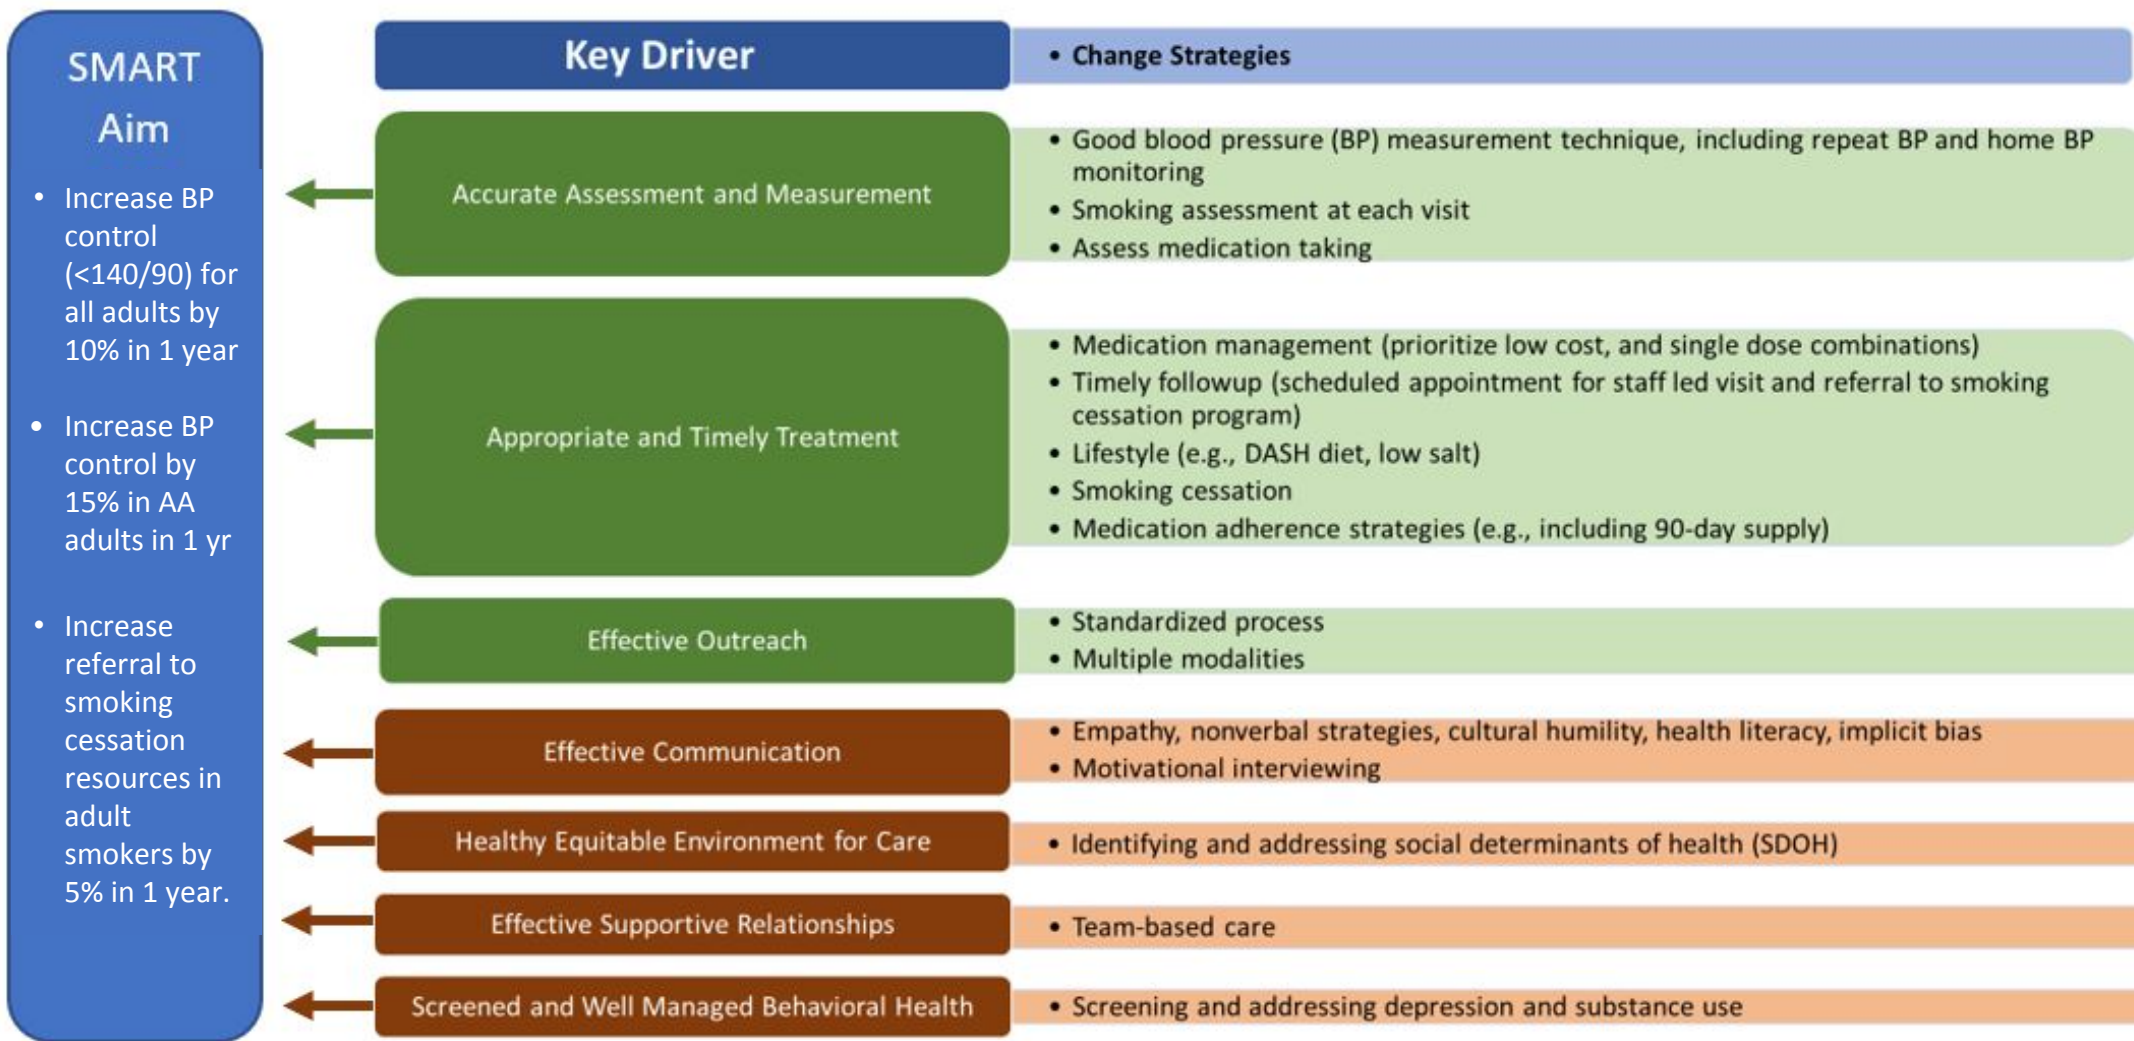 SMART
Aim
• Increase BP
control
(<140/90) for
all adults by
10% in 1 year
• Increase BP
control by
15% in AA
adults in 1 yr
• Increase
referral to
smoking
cessation
resources in
adult
smokers by
5% in 1 year.
Key Driver
• Change Strategies
Accurate Assessment and Measurement
• Good blood pressure (BP) measurement technique, including repeat BP and home BP
monitoring
• Smoking assessment at each visit
• Assess medication taking
Appropriate and Timely Treatment
• Medication management (prioritize low cost, and single dose combinations)
• Timely followup (scheduled appointment for staff led visit and referral to smoking
cessation program)
• Lifestyle (e.g., DASH diet, low salt)
• Smoking cessation
• Medication adherence strategies (e.g., including 90-day supply)
Effective Outreach
• Standardized process
• Multiple modalities
Effective Communication
• Empathy, nonverbal strategies, cultural humility, health literacy, implicit bias
• Motivational interviewing
Healthy Equitable Environment for Care
• Identifying and addressing social determinants of health (SDOH)
Effective Supportive Relationships
• Team-based care
Screened and Well Managed Behavioral Health
• Screening and addressing depression and substance use